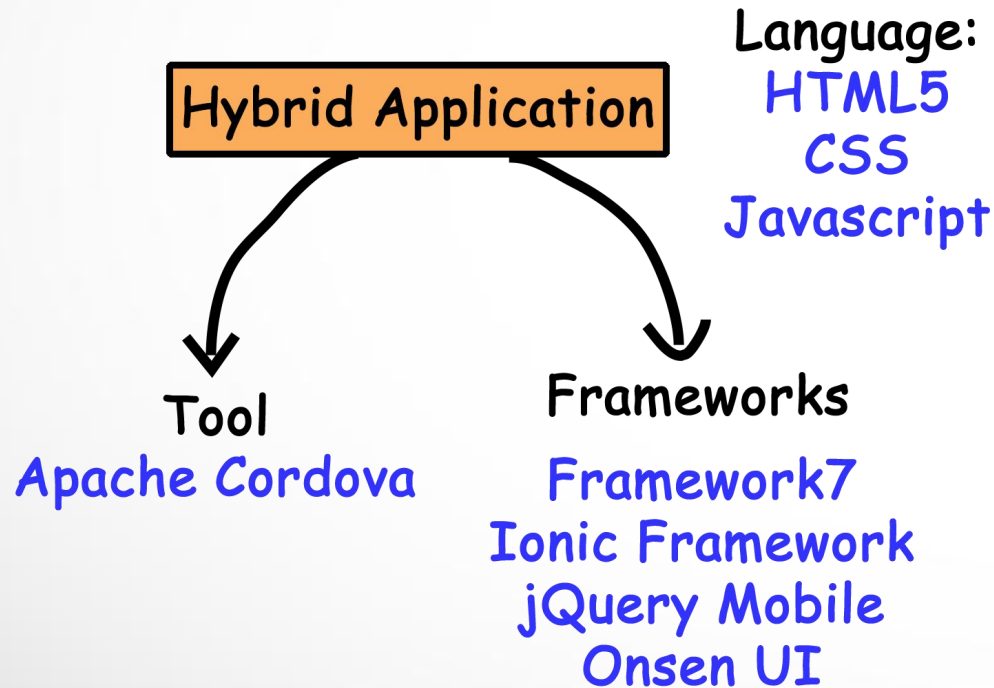 Hybrid Application
Language:
HTML5
CSS
Javascript
Tool
Apache Cordova
Frameworks
Framework7
Ionic Framework
jQuery Mobile
Onsen UI